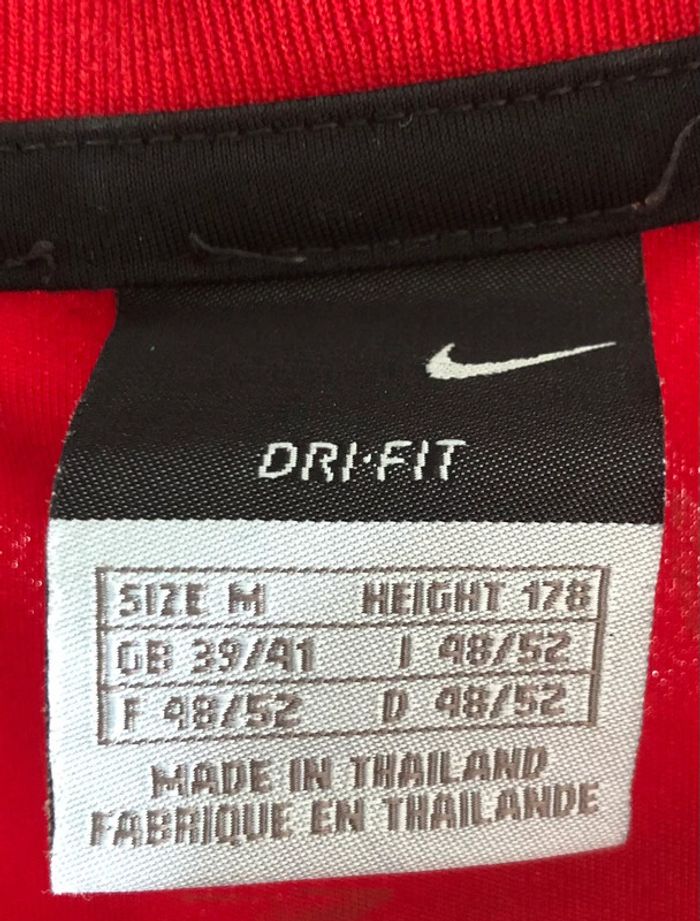 DRI·FIT
SIZE M HEIGHT 178
GB 39/41 I 48/52
F 48/52 D 48/52
MADE IN THAILAND
FABRIQUE EN THAILANDE